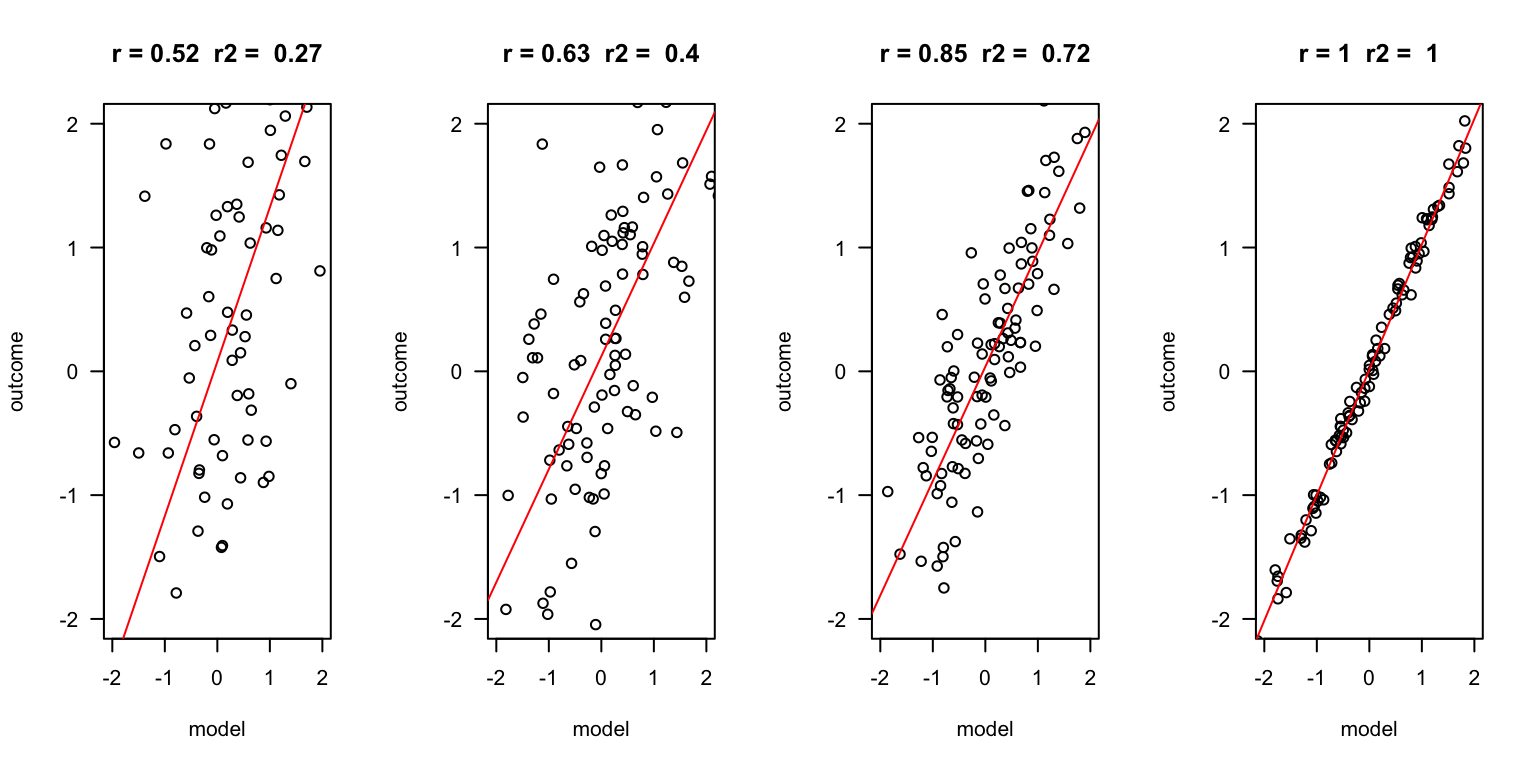 r = 0.52  r2 =  0.27
outcome
2
1
0
-1
-2
-2 -1 0 1 2
model
r = 0.63  r2 =  0.4
outcome
2
1
0
-1
-2
-2 -1 0 1 2
model
r = 0.85  r2 =  0.72
outcome
2
1
0
-1
-2
-2 -1 0 1 2
model
r = 1  r2 =  1
outcome
2
1
0
-1
-2
-2 -1 0 1 2
model